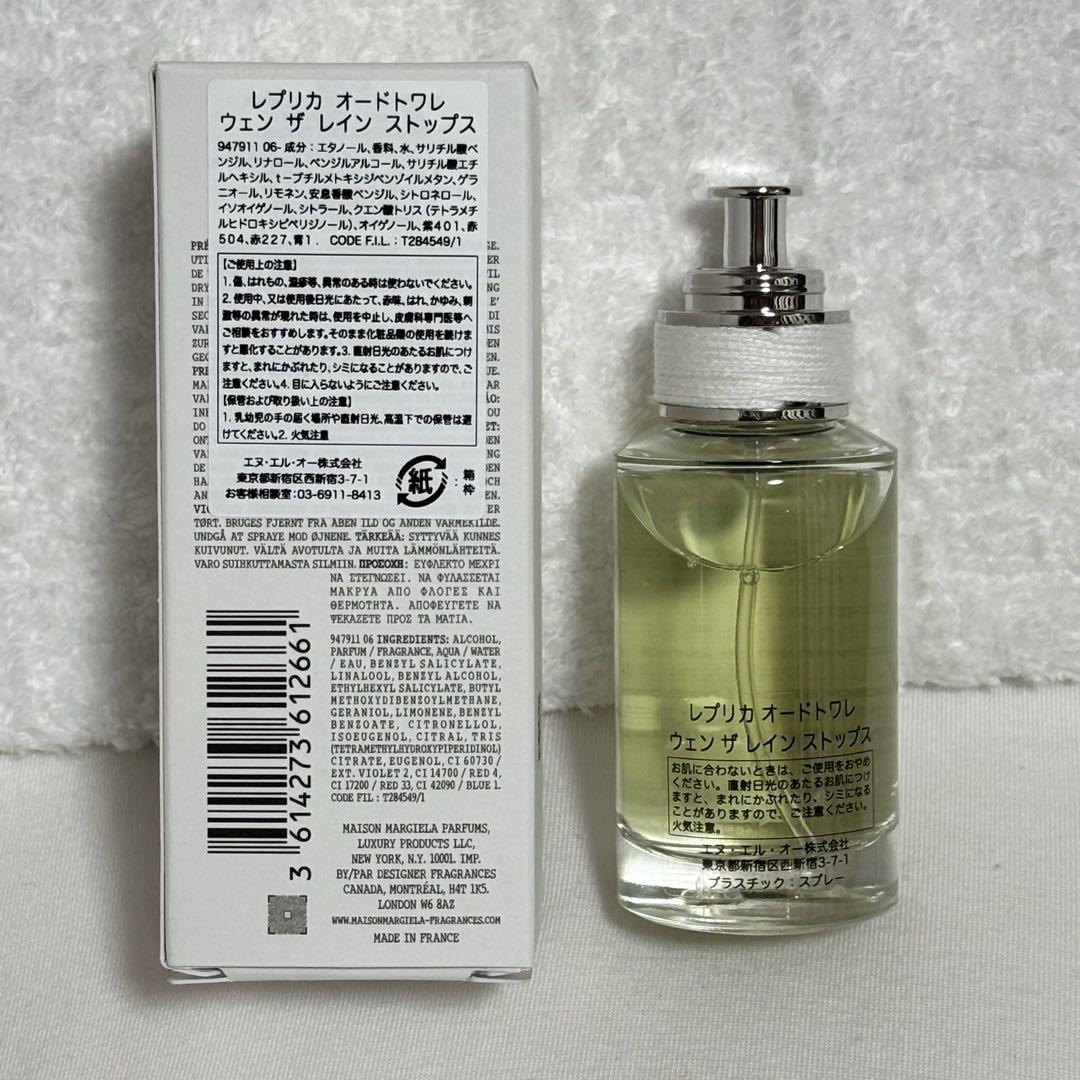 レプリカ オードトワレ
ウェン ザ レイン ストップス
947911 06- 成分：エタノール、香料、水、サリチル酸ベ
ンジル、リナロール、ベンジルアルコール、サリチル酸エチ
ルヘキシル、t－ブチルメトキシジベンゾイルメタン、ゲラ
ニオール、リモネン、安息香酸ベンジル、シトロネロール、
イソオイゲノール、シトラール、クエン酸トリス（テトラメチ
ルヒドロキシピペリジノール）、オイゲノール、紫401、赤
504、赤227、青1． CODE F.I.L.：T284549/1
【ご使用上の注意】
1. 傷、はれもの、湿疹等、異常のある時は使わないでください。
2. 使用中、又は使用後日光にあたって、赤味、はれ、かゆみ、刺
激等の異常が現れた時は、使用を中止し、皮膚科専門医等へ
ご相談をおすすめします。そのまま化粧品類の使用を続けま
すと悪化することがあります。3. 直射日光のあたるお肌につけ
ますと、まれにかぶれたり、シミになることがありますので、ご
注意ください。4. 目に入らないようにご注意ください。
【保管および取り扱い上の注意】
1. 乳幼児の手の届く場所や直射日光、高温下での保管は避
けてください。2. 火気注意
エヌ・エル・オー株式会社
東京都新宿区西新宿3-7-1
お客様相談室：03-6911-8413
紙
：箱
枠
TØRT. BRUGES FJERNT FRA ÅBEN ILD OG ANDEN VARMEKILDE.
UNDGÅ AT SPRAYE MOD ØJNENE. TÄRKEÄÄ: SYTTYVÄÄ KUNNES
KUIVUNUT. VÄLTÄ AVOTULTA JA MUITA LÄMMÖNLÄHTEITÄ.
VARO SUIHKUTTAMASTA SILMIIN. ΠΡΟΣΟΧΗ: ΕΥΦΛΕΚΤΟ ΜΕΧΡΙ
ΝΑ ΣΤΕΓΝΩΣΕΙ. ΝΑ ΦΥΛΑΣΣΕΤΑΙ
ΜΑΚΡΥΑ ΑΠΟ ΦΛΟΓΕΣ ΚΑΙ
ΘΕΡΜΟΤΗΤΑ. ΑΠΟΦΕΥΓΕΤΕ ΝΑ
ΨΕΚΑΖΕΤΕ ΠΡΟΣ ΤΑ ΜΑΤΙΑ.
947911 06 INGREDIENTS: ALCOHOL,
PARFUM / FRAGRANCE, AQUA / WATER
/ EAU, BENZYL SALICYLATE,
LINALOOL, BENZYL ALCOHOL,
ETHYLHEXYL SALICYLATE, BUTYL
METHOXYDIBENZOYLMETHANE,
GERANIOL, LIMONENE, BENZYL
BENZOATE, CITRONELLOL,
ISOEUGENOL, CITRAL, TRIS
(TETRAMETHYLHYDROXYPIPERIDINOL)
CITRATE, EUGENOL, CI 60730 /
EXT. VIOLET 2, CI 14700 / RED 4,
CI 17200 / RED 33, CI 42090 / BLUE 1.
CODE FIL : T284549/1
3 614273 612661
MAISON MARGIELA PARFUMS,
LUXURY PRODUCTS LLC,
NEW YORK, N.Y. 10001. IMP.
BY/PAR DESIGNER FRAGRANCES
CANADA, MONTRÉAL, H4T 1K5.
LONDON W6 8AZ
WWW.MAISONMARGIELA-FRAGRANCES.COM
MADE IN FRANCE
レプリカ オードトワレ
ウェン ザ レイン ストップス
お肌に合わないときは、ご使用をおやめ
ください。直射日光のあたるお肌につけ
ますと、まれにかぶれたり、シミになる
ことがありますので、ご注意ください。
火気注意。
エヌ・エル・オー株式会社
東京都新宿区西新宿3-7-1
プラスチック：スプレー